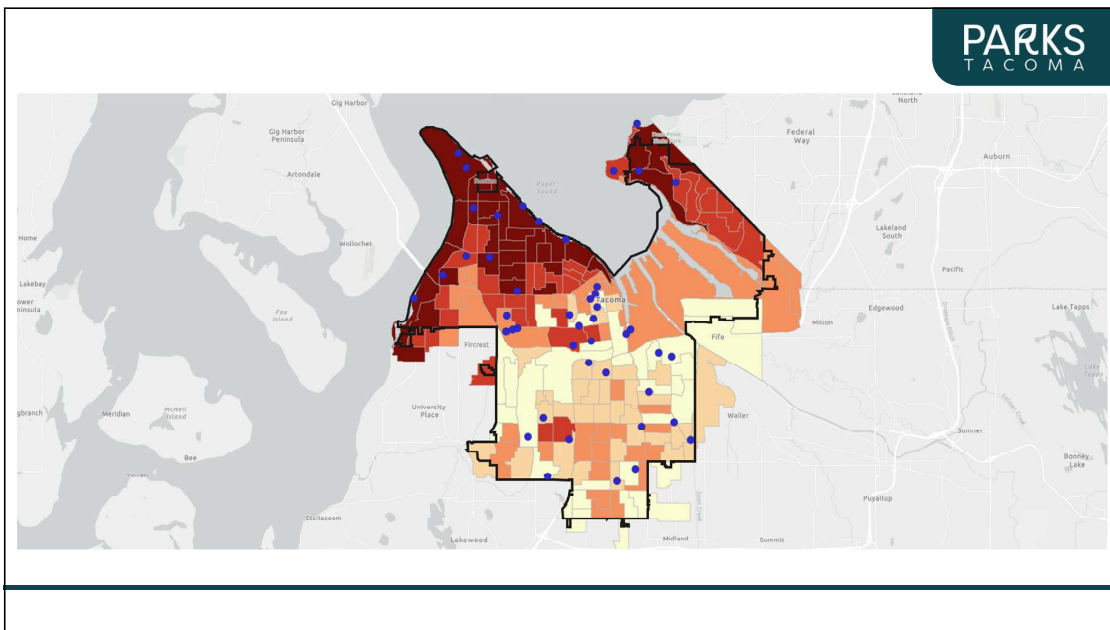 PARKS
TACOMA
North
Gig Harbor
Gig Harbor
Peninsula
Federal
Way
Auburn
Artondale
Puget
Sound
Lakeland
South
Home
Wollochet
Pacific
Lakebay
Fox
Island
Tacoma
Edgewood
Lake Tapps
Milton
Fife
Fircrest
Lake
Tapps
University
Place
Meridian
McNeil
Island
Waller
Sumner
Bee
Bonney
Lake
Puyallup
Steilacoom
Lakewood
Midland
Summit